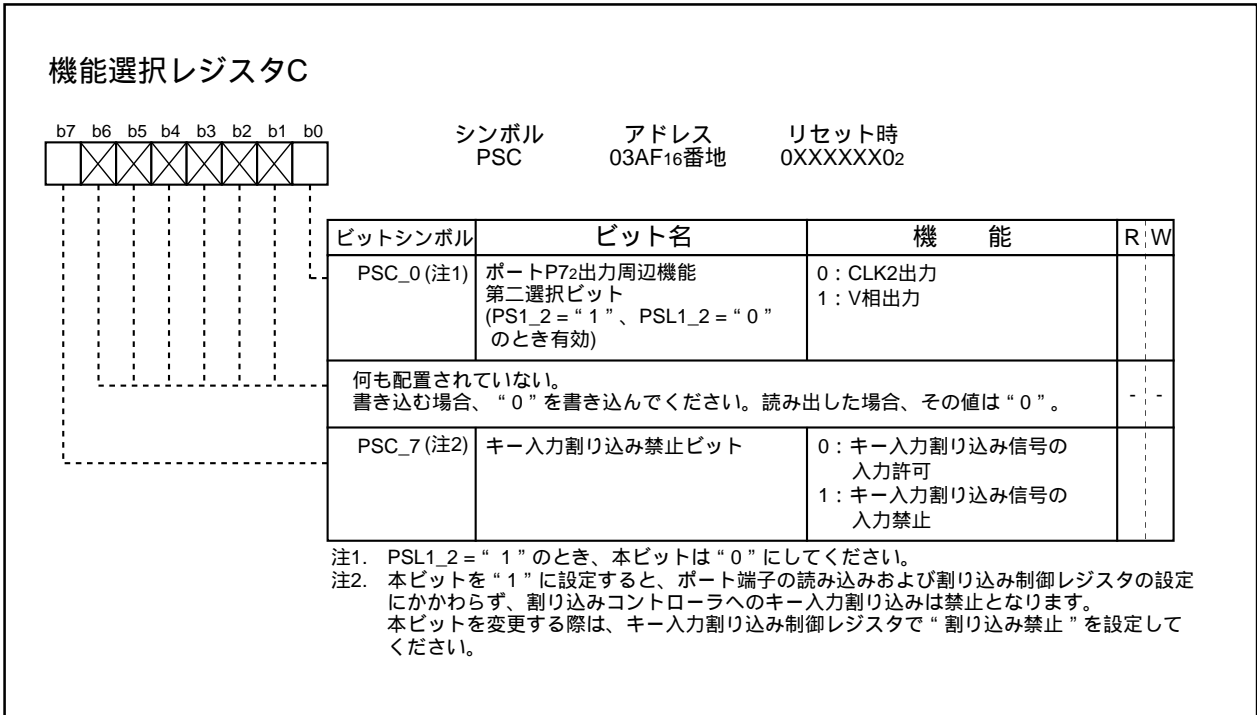 機能選択レジスタC
b7 b6 b5 b4 b3 b2 b1 b0
シンボル アドレス リセット時
PSC 03AF16番地 0XXXXXX02
ビットシンボル ビット名 機 能 R W
PSC_0 (注1) ポートP72出力周辺機能 0：CLK2出力
第二選択ビット 1：V相出力
(PS1_2 = “ 1 ” 、PSL1_2 = “ 0 ”
のとき有効)
何も配置されていない。
書き込む場合、 “ 0 ” を書き込んでください。読み出した場合、その値は “ 0 ” 。 - -
PSC_7 (注2) キー入力割り込み禁止ビット 0：キー入力割り込み信号の
入力許可
1：キー入力割り込み信号の
入力禁止
注1. PSL1_2 = “ 1 ” のとき、本ビットは “ 0 ” にしてください。
注2. 本ビットを “ 1 ” に設定すると、ポート端子の読み込みおよび割り込み制御レジスタの設定
にかかわらず、割り込みコントローラへのキー入力割り込みは禁止となります。
本ビットを変更する際は、キー入力割り込み制御レジスタで “ 割り込み禁止 ” を設定して
ください。